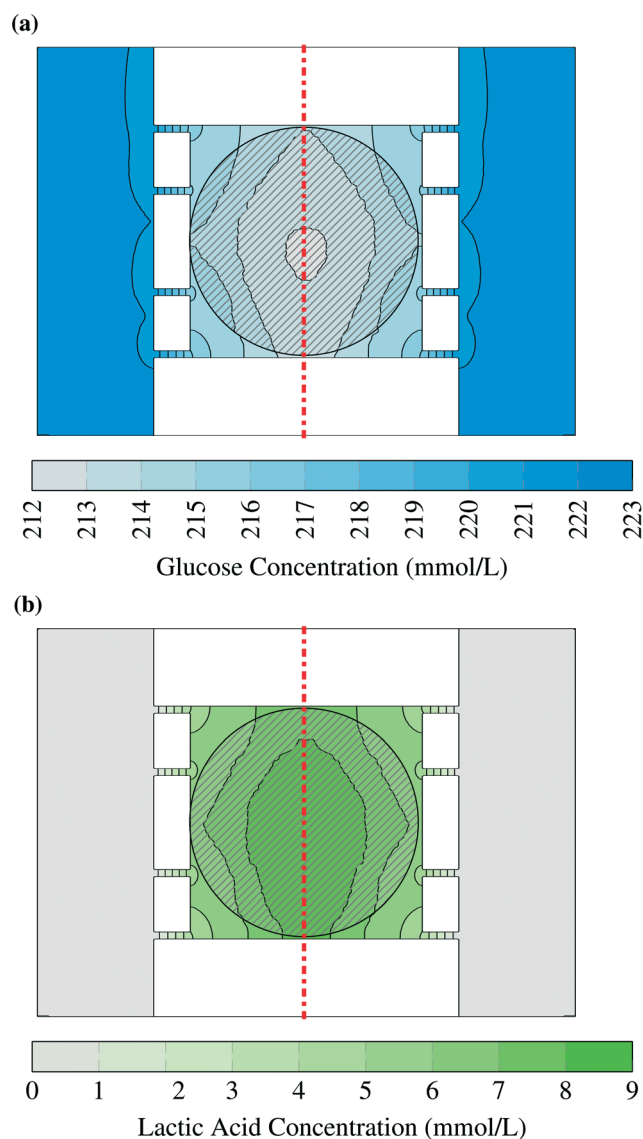 (a)
212 213 214 215 216 217 218 219 220 221 222 223
Glucose Concentration (mmol/L)
(b)
0 1 2 3 4 5 6 7 8 9
Lactic Acid Concentration (mmol/L)